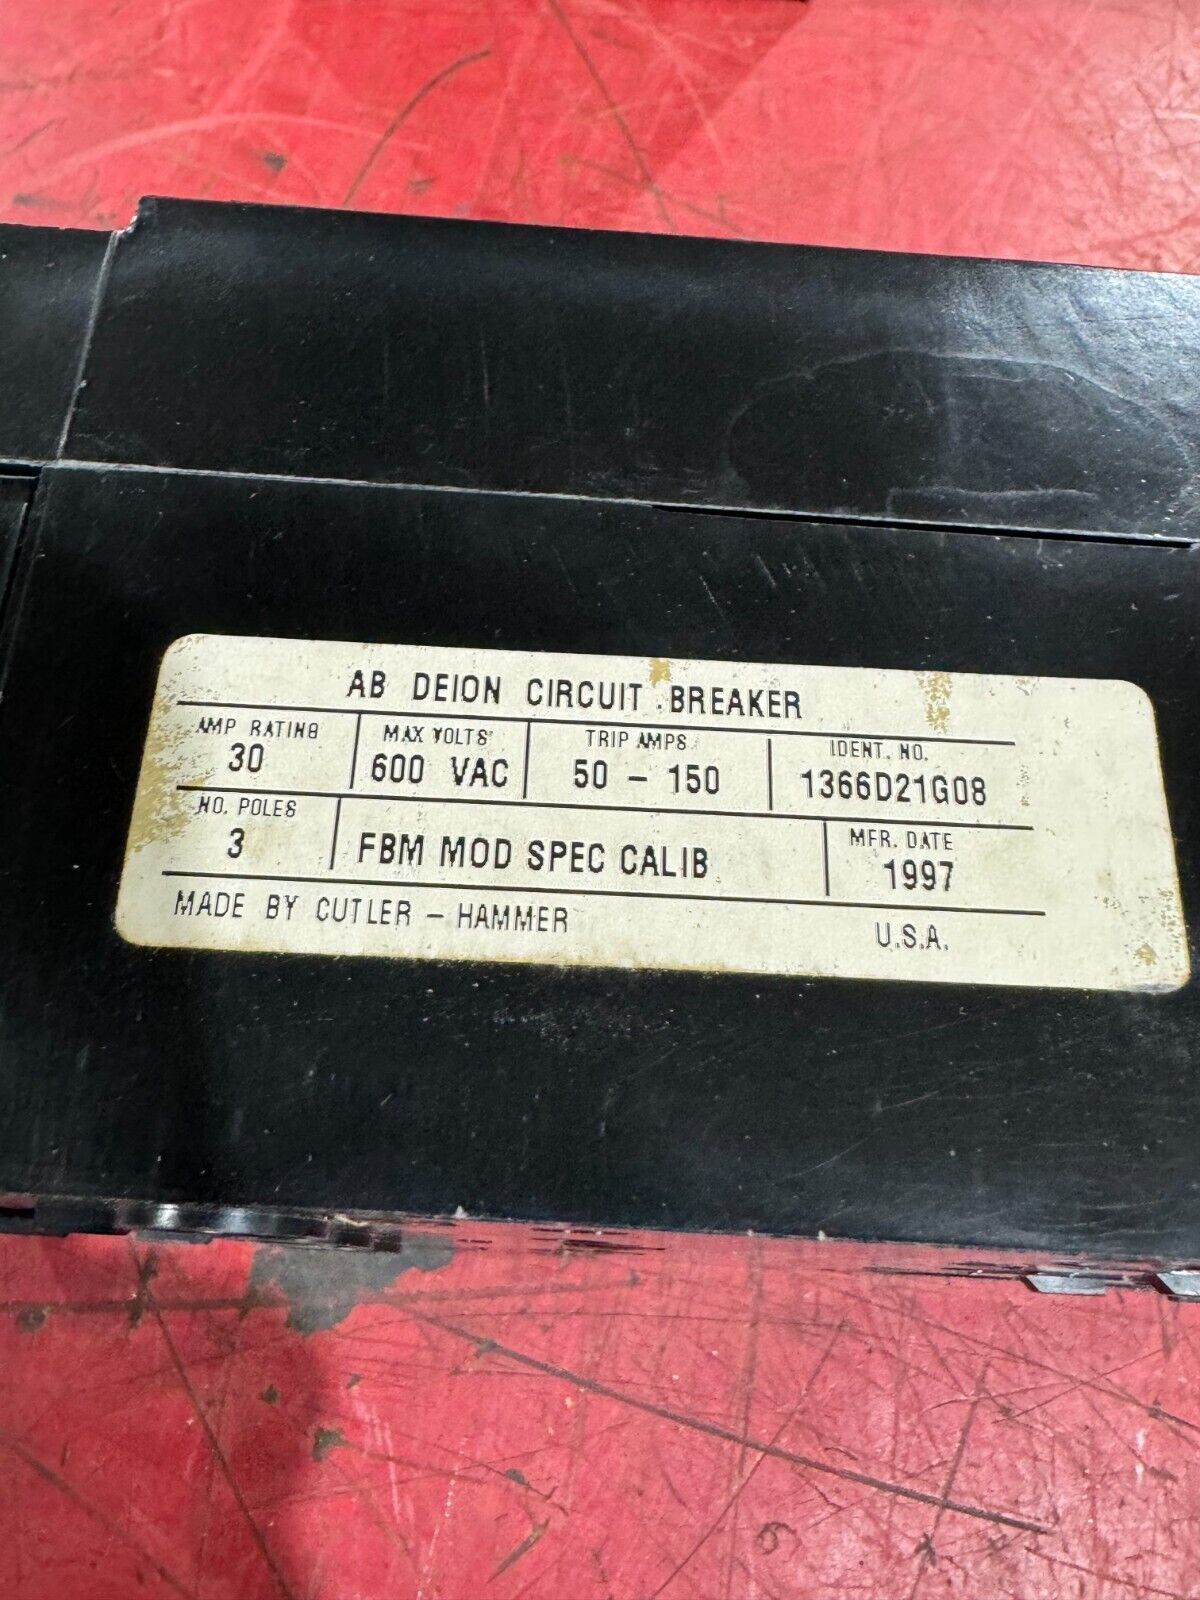 AB DEION CIRCUIT BREAKER
AMP RATING MAX VOLTS TRIP AMPS IDENT. NO.
30 600 VAC 50 - 150 1366D21G08
NO. POLES MFR. DATE
3 FBM MOD SPEC CALIB 1997
MADE BY CUTLER - HAMMER U.S.A.